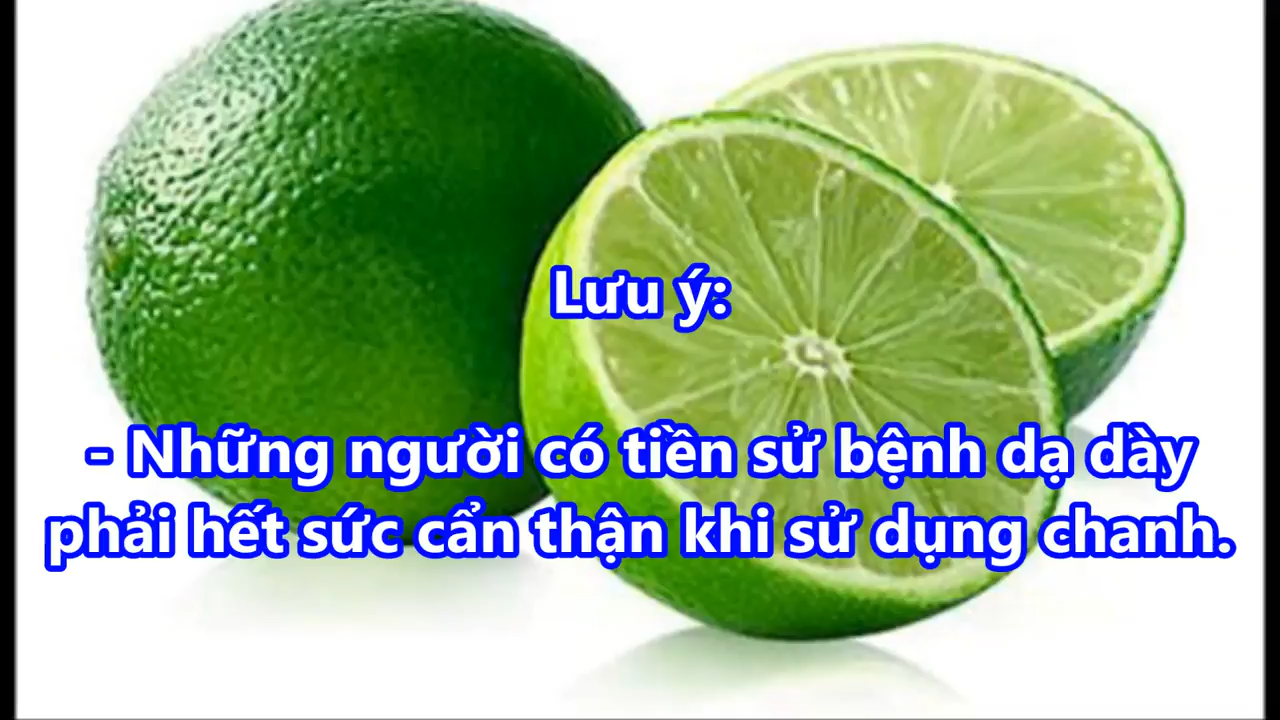 Lưu ý:
- Những người có tiền sử bệnh dạ dày
phải hết sức cẩn thận khi sử dụng chanh.